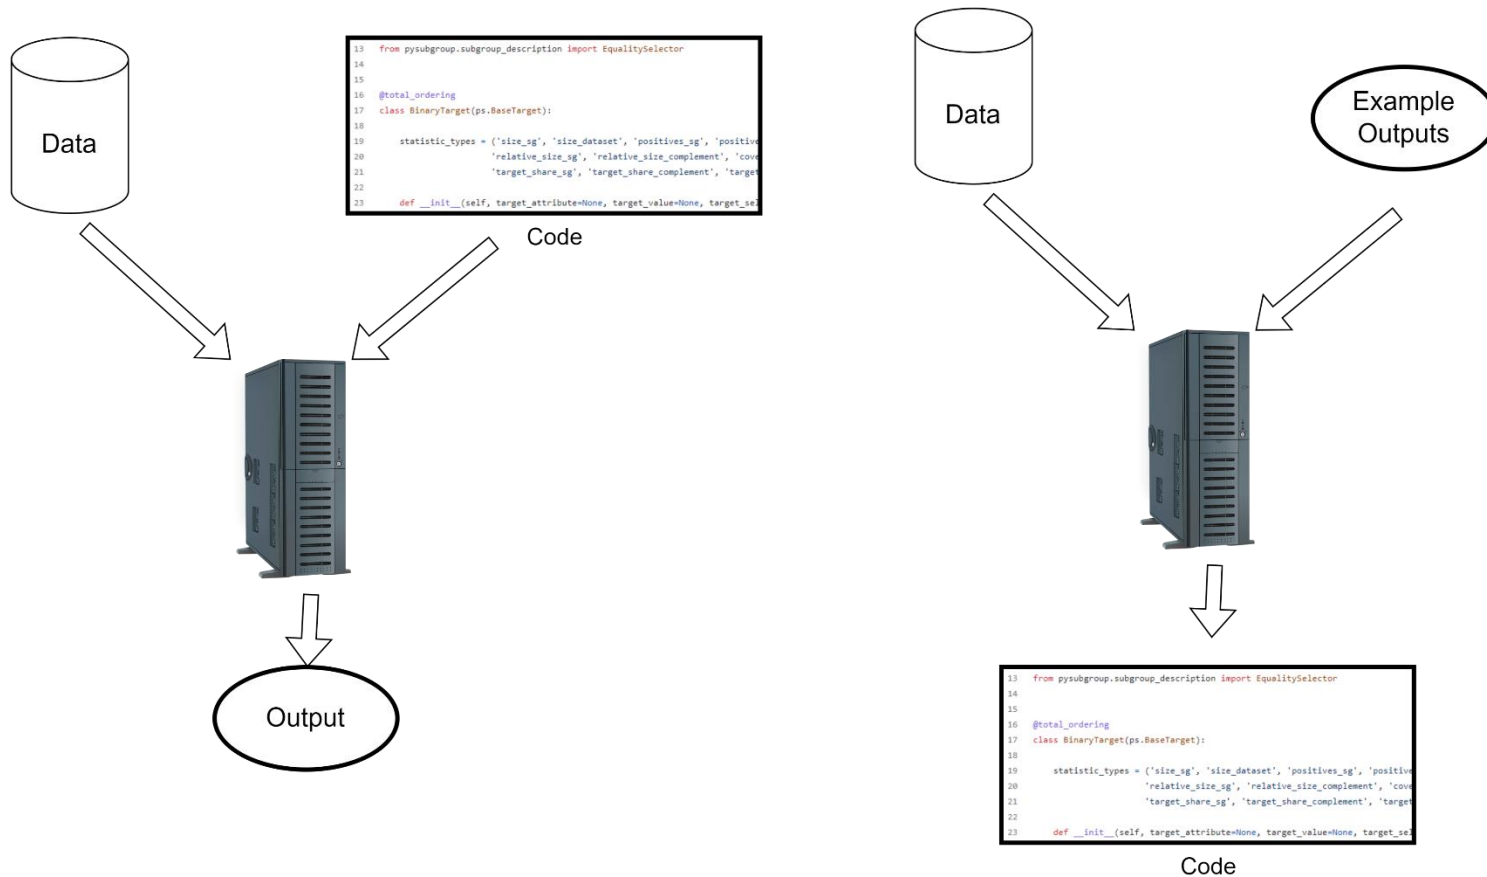 Data
13 from pysubgroup.subgroup_description import EqualitySelector
14
15
16 @total_ordering
17 class BinaryTarget(ps.BaseTarget):
18
19 statistic_types = ('size_sg', 'size_dataset', 'positives_sg', 'positive
20 'relative_size_sg', 'relative_size_complement', 'cove
21 'target_share_sg', 'target_share_complement', 'target
22
23 def __init__(self, target_attribute=None, target_value=None, target_sel
Code
Output
Data
Example
Outputs
13 from pysubgroup.subgroup_description import EqualitySelector
14
15
16 @total_ordering
17 class BinaryTarget(ps.BaseTarget):
18
19 statistic_types = ('size_sg', 'size_dataset', 'positives_sg', 'positive
20 'relative_size_sg', 'relative_size_complement', 'cove
21 'target_share_sg', 'target_share_complement', 'target
22
23 def __init__(self, target_attribute=None, target_value=None, target_sel
Code